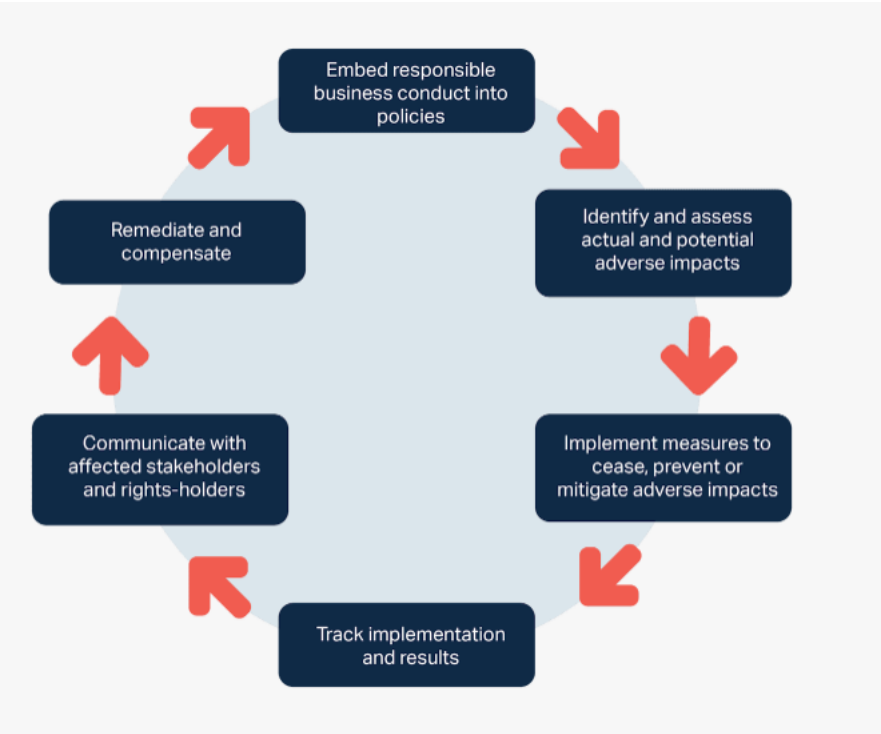 Embed responsible
business conduct into
policies
Identify and assess
actual and potential
adverse impacts
Implement measures to
cease, prevent or
mitigate adverse impacts
Track implementation
and results
Communicate with
affected stakeholders
and rights-holders
Remediate and
compensate